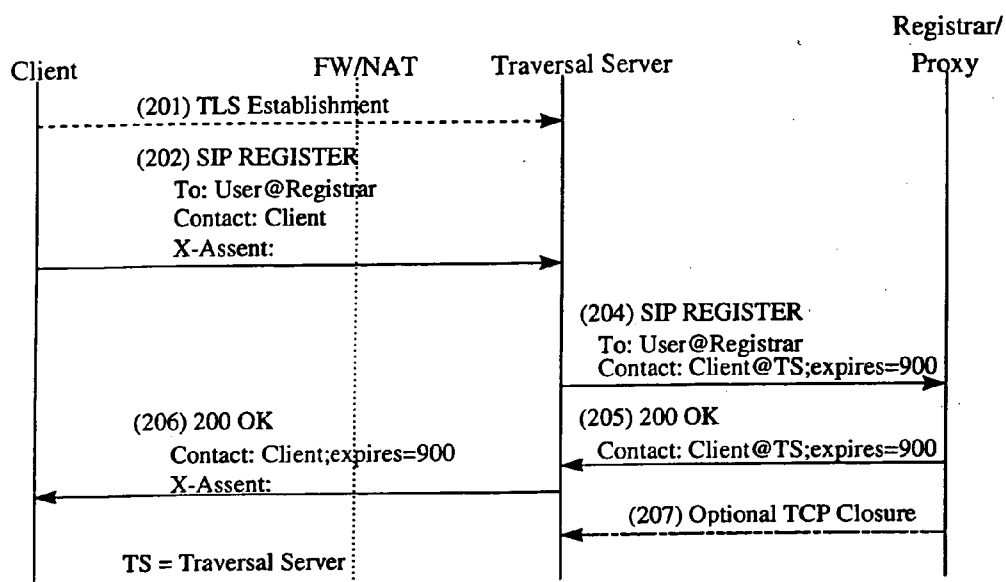 Client
FW/NAT
Traversal Server
Registrar/
Proxy
(201) TLS Establishment
(202) SIP REGISTER
To: User@Registrar
Contact: Client
X-Assent:
(204) SIP REGISTER
To: User@Registrar
Contact: Client@TS;expires=900
(205) 200 OK
Contact: Client@TS;expires=900
(206) 200 OK
Contact: Client;expires=900
X-Assent:
(207) Optional TCP Closure
TS = Traversal Server